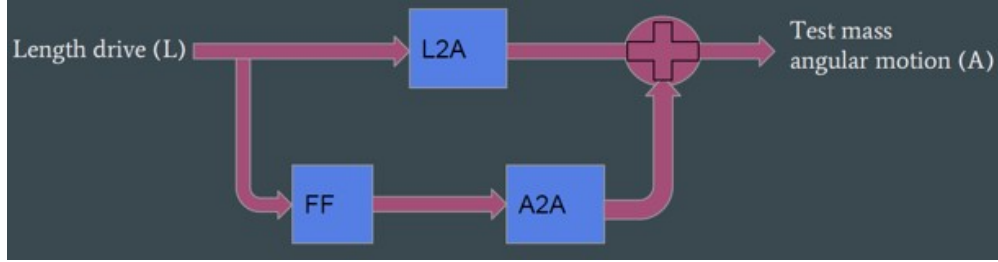 Length drive (L)
L2A
Test mass
angular motion (A)
FF
A2A